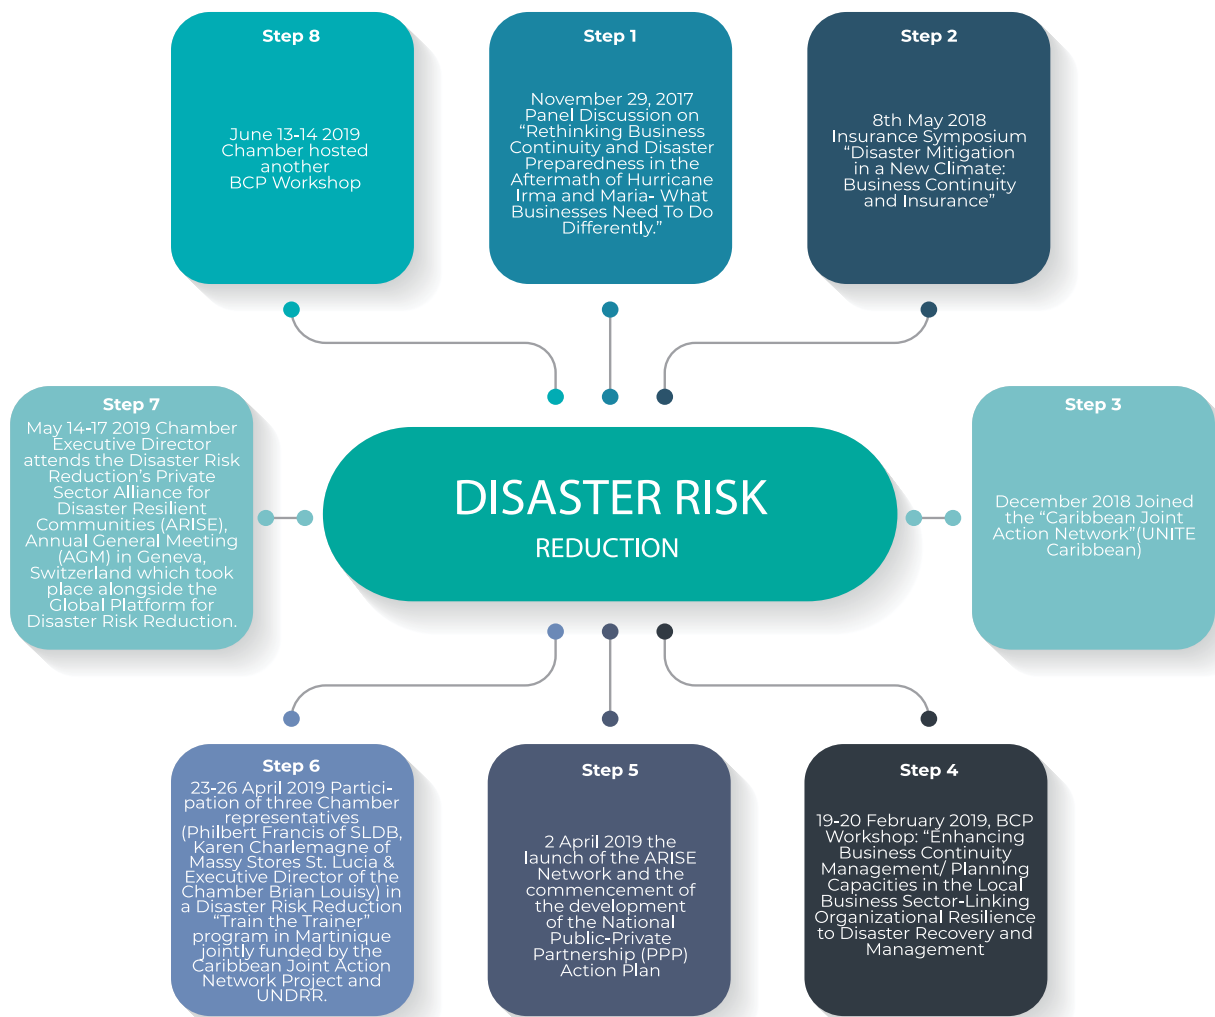 Step 8
June 13-14 2019
Chamber hosted
another
BCP Workshop
Step 1
November 29, 2017
Panel Discussion on
“Rethinking Business
Continuity and Disaster
Preparedness in the
Aftermath of Hurricane
Irma and Maria- What
Businesses Need To Do
Differently.”
Step 2
8th May 2018
Insurance Symposium
“Disaster Mitigation
in a New Climate:
Business Continuity
and Insurance”
Step 7
May 14-17 2019 Chamber
Executive Director
attends the Disaster Risk
Reduction’s Private
Sector Alliance for
Disaster Resilient
Communities (ARISE),
Annual General Meeting
(AGM) in Geneva,
Switzerland which took
place alongside the
Global Platform for
Disaster Risk Reduction.
DISASTER RISK
REDUCTION
Step 3
December 2018 Joined
the “Caribbean Joint
Action Network”(UNITE
Caribbean)
Step 6
23-26 April 2019 Partici-
pation of three Chamber
representatives
(Philbert Francis of SLDB,
Karen Charlemagne of
Massy Stores St. Lucia &
Executive Director of the
Chamber Brian Louisy) in
a Disaster Risk Reduction
“Train the Trainer”
program in Martinique
jointly funded by the
Caribbean Joint Action
Network Project and
UNDRR.
Step 5
2 April 2019 the
launch of the ARISE
Network and the
commencement of
the development
of the National
Public-Private
Partnership (PPP)
Action Plan
Step 4
19-20 February 2019, BCP
Workshop: “Enhancing
Business Continuity
Management/ Planning
Capacities in the Local
Business Sector-Linking
Organizational Resilience
to Disaster Recovery and
Management